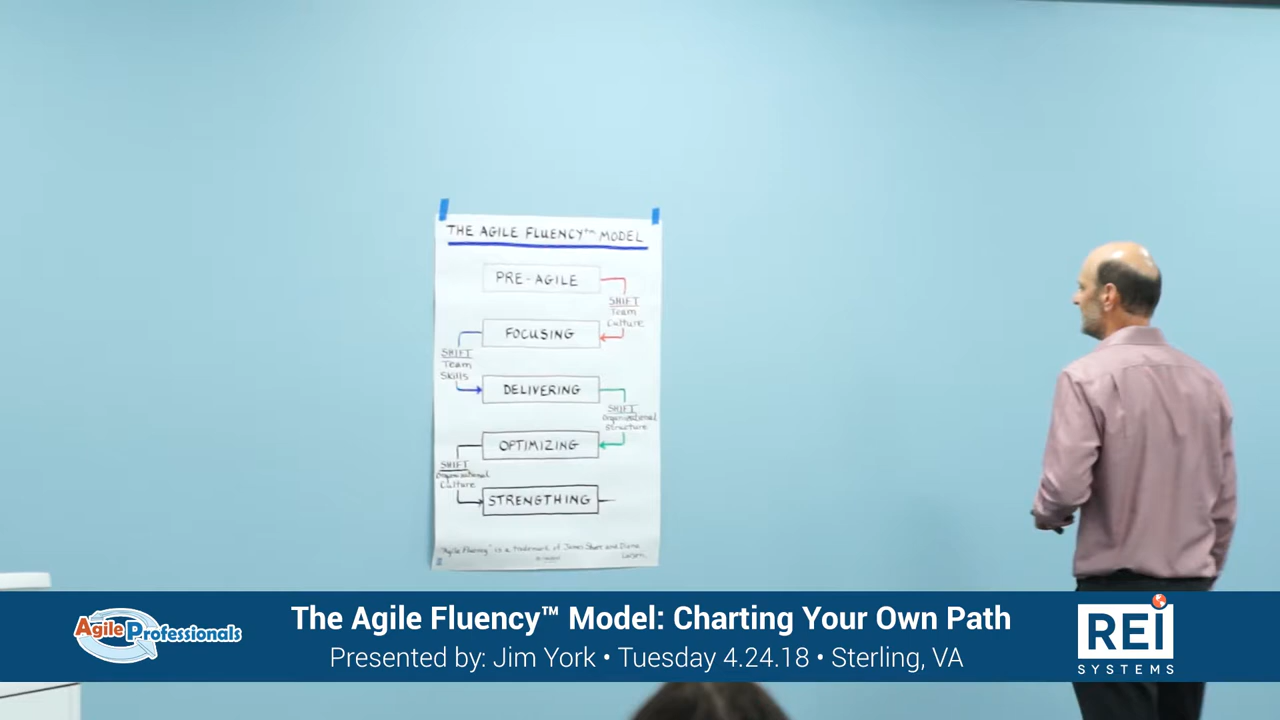 THE AGILE FLUENCY™ MODEL
PRE-AGILE
SHIFT
Team
Culture
FOCUSING
SHIFT
Team
Skills
DELIVERING
SHIFT
Organizational
Structure
OPTIMIZING
SHIFT
Organizational
Culture
STRENGTHING
"Agile Fluency" is a trademark of James Shore and Diana
Larsen
AgileProfessionals
The Agile Fluency™ Model: Charting Your Own Path
Presented by: Jim York • Tuesday 4.24.18 • Sterling, VA
REI
SYSTEMS